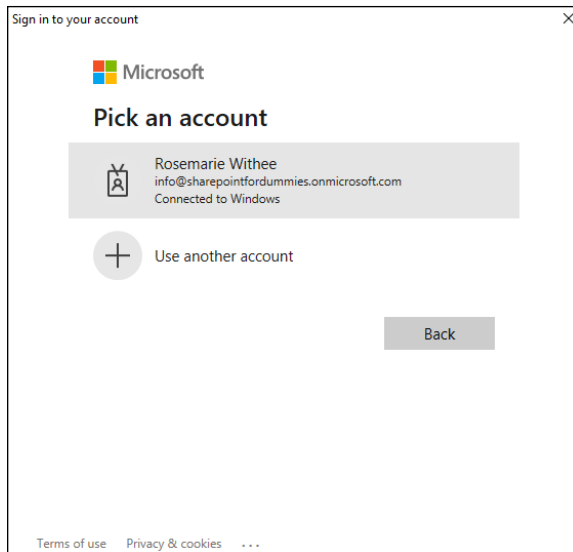 Sign in to your account
Microsoft
Pick an account
Rosemarie Withee
info@sharepointfordummies.onmicrosoft.com
Connected to Windows
Use another account
Back
Terms of use Privacy & cookies ...